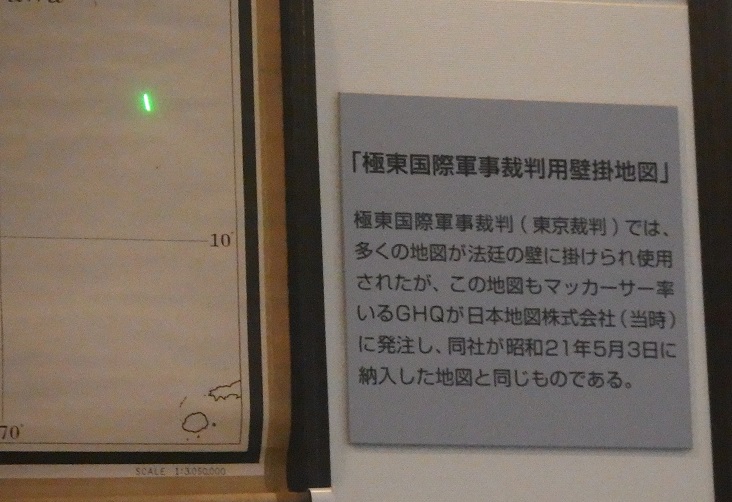 10°
70°
SCALE 1:13,050,000
「極東国際軍事裁判用壁掛地図」
極東国際軍事裁判(東京裁判)では、
多くの地図が法廷の壁に掛けられ使用
されたが、この地図もマッカーサー率
いるGHQが日本地図株式会社(当時)
に発注し、同社が昭和21年5月3日に
納入した地図と同じものである。